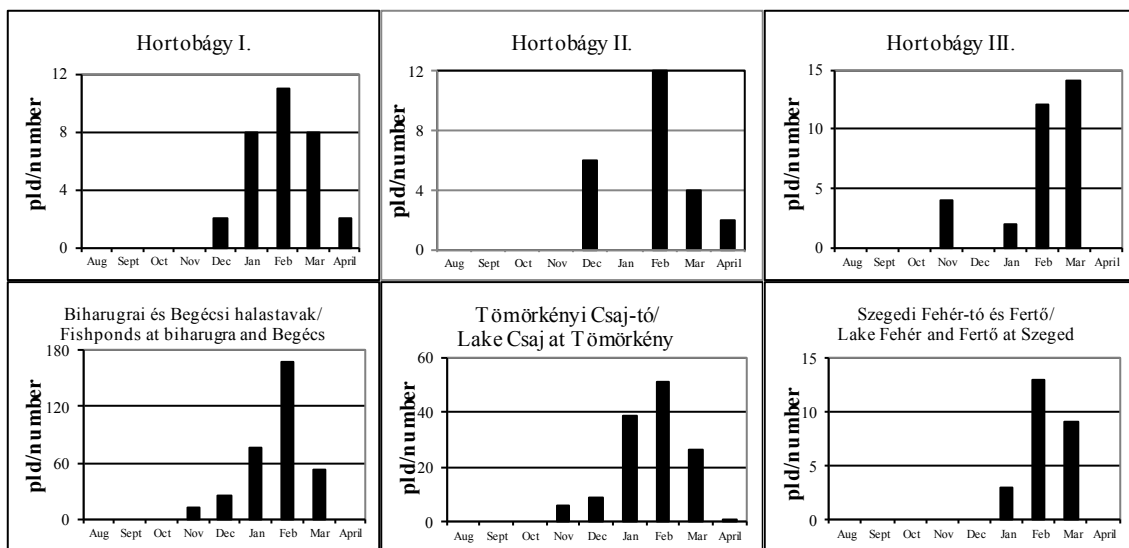 Hortobágy I.
pld/number
12
8
4
0
Aug Sept Oct Nov Dec Jan Feb Mar April
Hortobágy II.
pld/number
12
8
4
0
Aug Sept Oct Nov Dec Jan Feb Mar April
Hortobágy III.
pld/number
15
10
5
0
Aug Sept Oct Nov Dec Jan Feb Mar April
Biharugrai és Begécsi halastavak/
Fishponds at biharugra and Begécs
pld/number
180
120
60
0
Aug Sept Oct Nov Dec Jan Feb Mar April
Tömörkényi Csaj-tó/
Lake Csaj at Tömörkény
pld/number
60
40
20
0
Aug Sept Oct Nov Dec Jan Feb Mar April
Szegedi Fehér-tó és Fertő/
Lake Fehér and Fertő at Szeged
pld/number
15
10
5
0
Aug Sept Oct Nov Dec Jan Feb Mar April